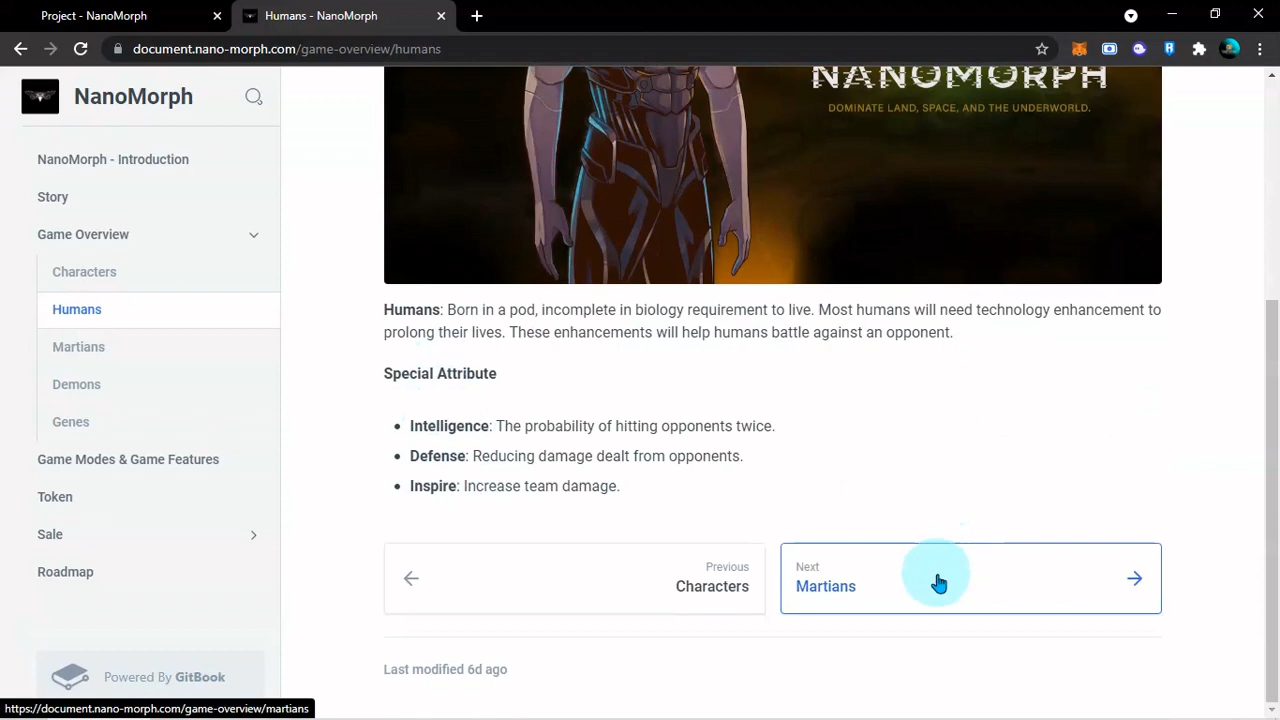 Project - NanoMorph
Humans - NanoMorph
document.nano-morph.com/game-overview/humans
NanoMorph
NanoMorph - Introduction
Story
Game Overview
Characters
Humans
Martians
Demons
Genes
Game Modes & Game Features
Token
Sale
Roadmap
Powered By GitBook
NANOMORPH
DOMINATE LAND, SPACE, AND THE UNDERWORLD.
Humans: Born in a pod, incomplete in biology requirement to live. Most humans will need technology enhancement to
prolong their lives. These enhancements will help humans battle against an opponent.
Special Attribute
• Intelligence: The probability of hitting opponents twice.
• Defense: Reducing damage dealt from opponents.
• Inspire: Increase team damage.
Previous
Characters
Next
Martians
Last modified 6d ago
https://document.nano-morph.com/game-overview/martians